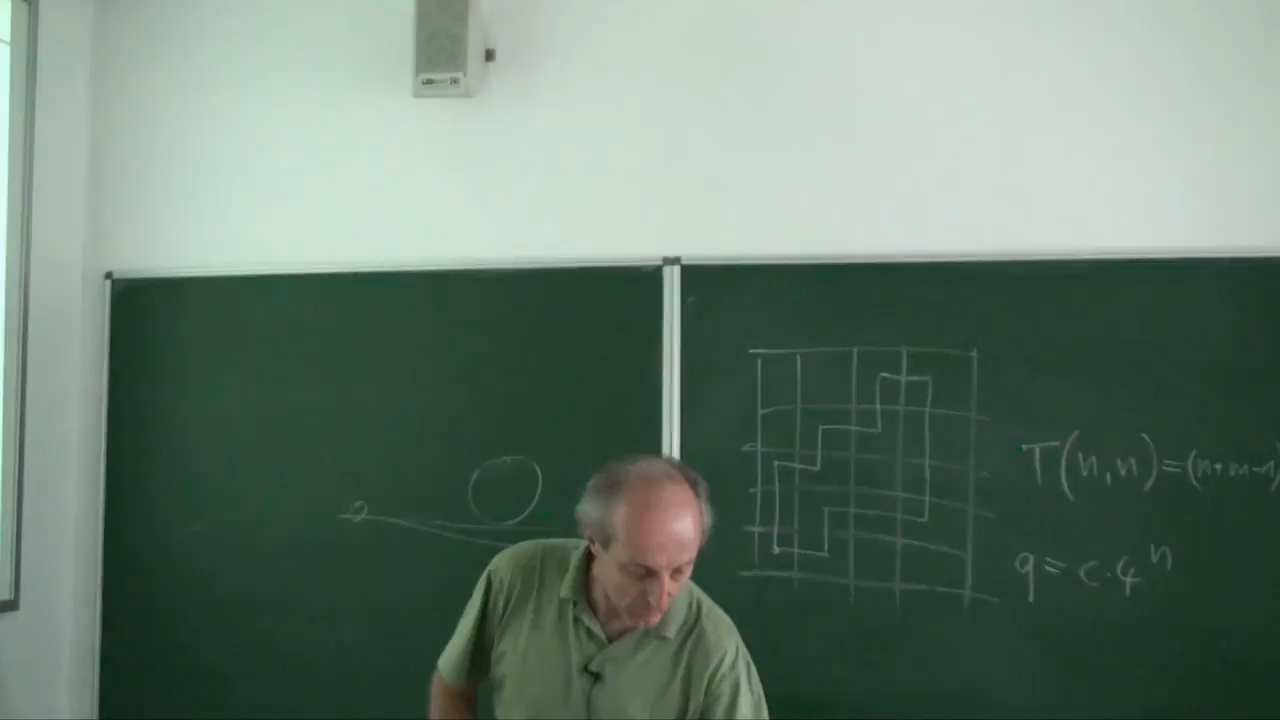 T(n,n)=(n+m-1)
q = c·4ⁿ